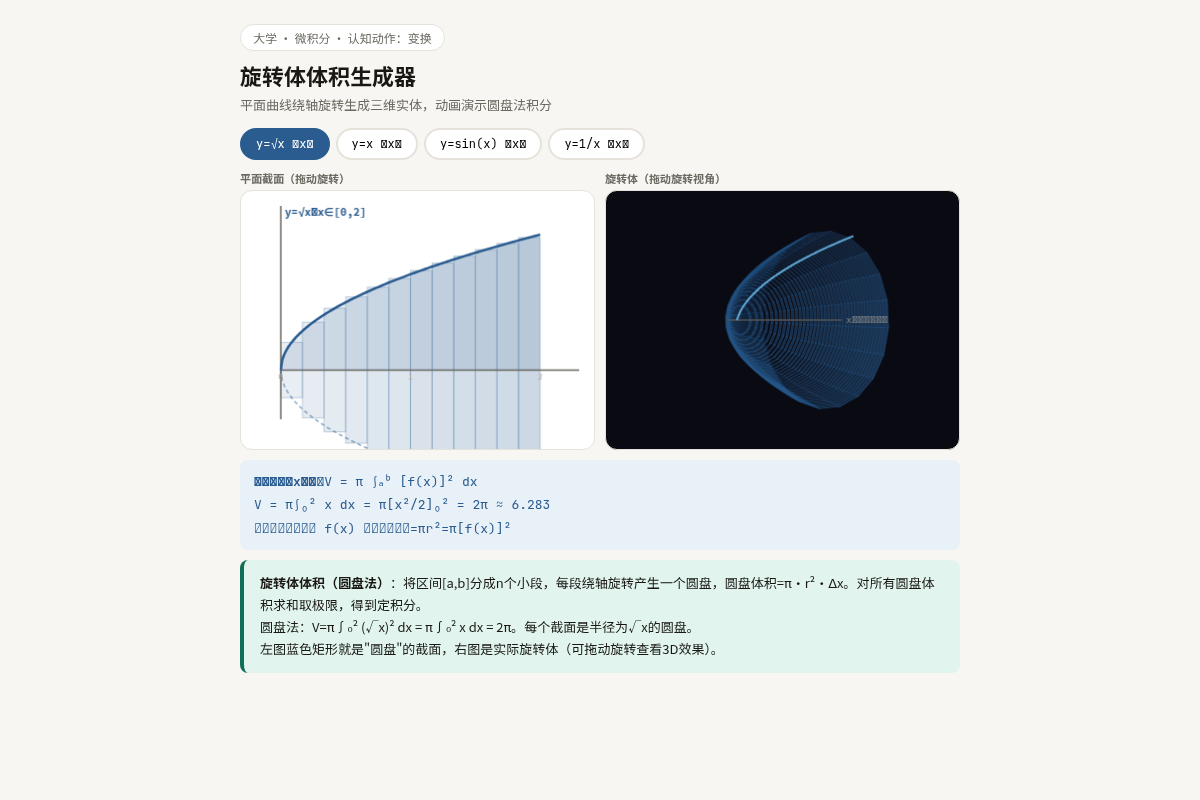 大学 · 微积分 · 认知动作：变换
旋转体体积生成器
平面曲线绕轴旋转生成三维实体，动画演示圆盘法积分
y=√x x
y=x x
y=sin(x) x
y=1/x x
平面截面（拖动旋转）
旋转体（拖动旋转视角）
y=√x x∈[0,2]
1
2
x
x V = π ∫ₐᵇ [f(x)]² dx
V = π∫₀² x dx = π[x²/2]₀² = 2π ≈ 6.283
f(x) =πr²=π[f(x)]²
旋转体体积（圆盘法）：将区间[a,b]分成n个小段，每段绕轴旋转产生一个圆盘，圆盘体积=π·r²·Δx。对所有圆盘体
积求和取极限，得到定积分。
圆盘法：V=π∫₀² (√x)² dx = π∫₀² x dx = 2π。每个截面是半径为√x的圆盘。
左图蓝色矩形就是"圆盘"的截面，右图是实际旋转体（可拖动旋转查看3D效果）。